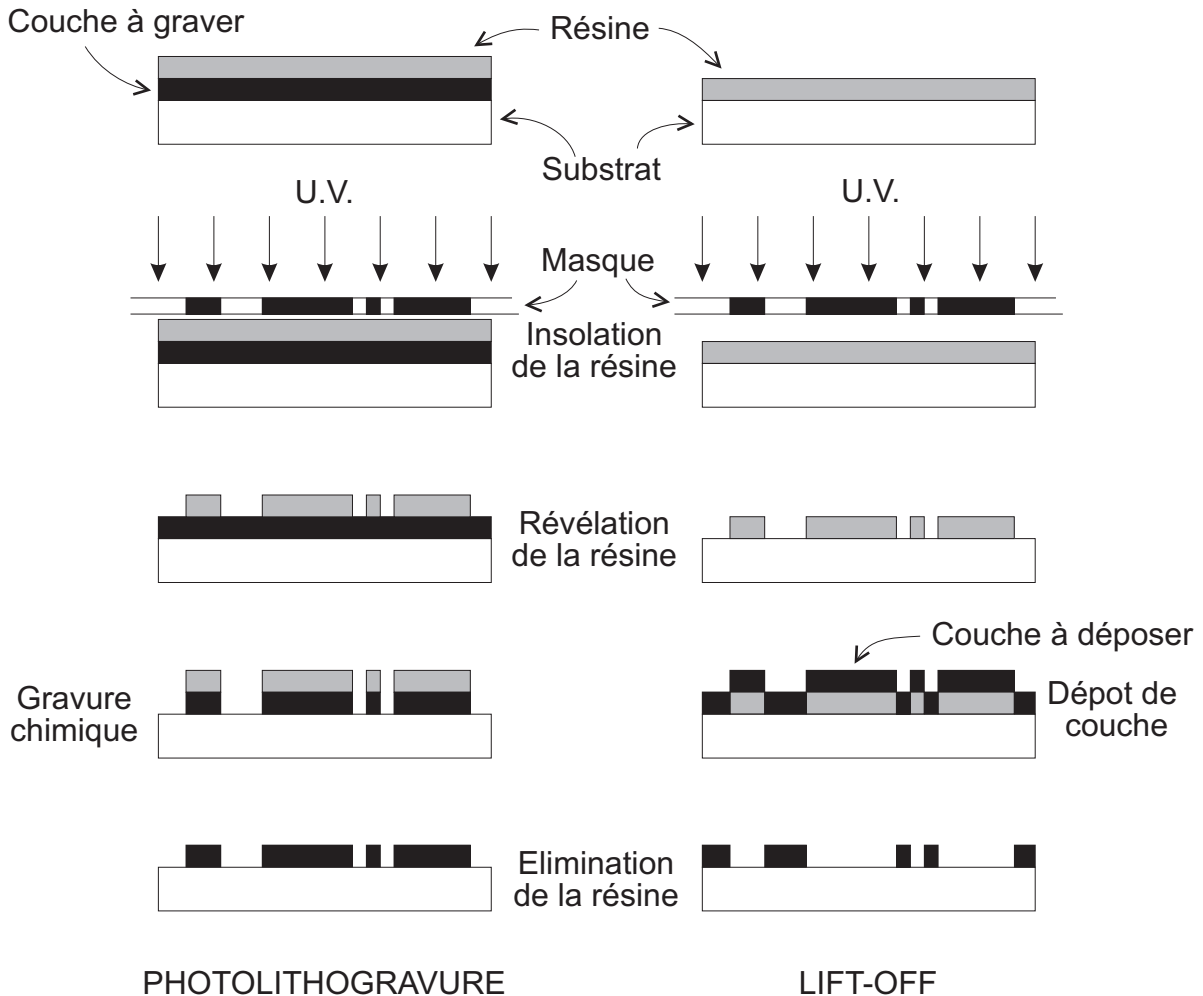 Couche à graver
Résine
Substrat
U.V.
U.V.
Masque
Insolation
de la résine
Révélation
de la résine
Couche à déposer
Gravure
chimique
Dépot de
couche
Elimination
de la résine
PHOTOLITHOGRAVURE
LIFT-OFF